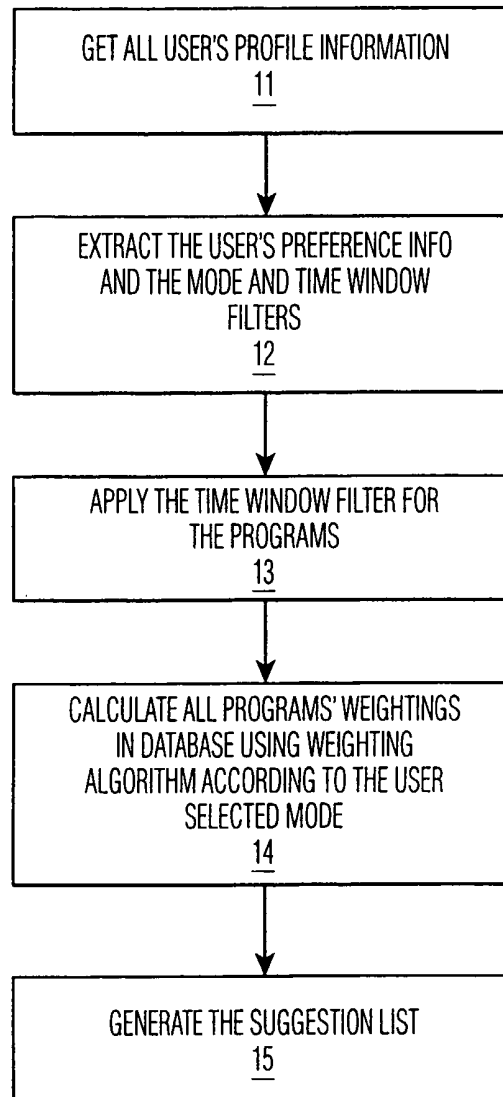 GET ALL USER'S PROFILE INFORMATION
11
EXTRACT THE USER'S PREFERENCE INFO
AND THE MODE AND TIME WINDOW
FILTERS
12
APPLY THE TIME WINDOW FILTER FOR
THE PROGRAMS
13
CALCULATE ALL PROGRAMS' WEIGHTINGS
IN DATABASE USING WEIGHTING
ALGORITHM ACCORDING TO THE USER
SELECTED MODE
14
GENERATE THE SUGGESTION LIST
15